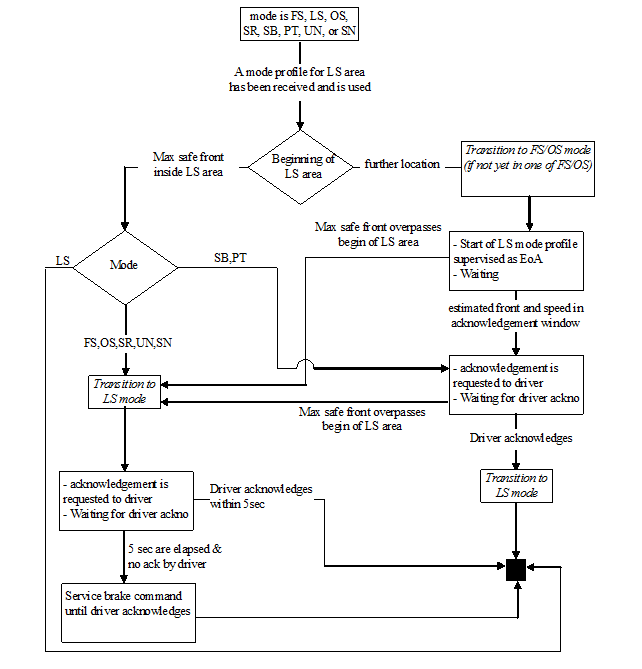 mode is FS, LS, OS,
SR, SB, PT, UN, or SN
A mode profile for LS area
has been received and is used
Max safe front
inside LS area
Beginning of
LS area
further location
Transition to FS/OS mode
(if not yet in one of FS/OS)
Max safe front overpasses
begin of LS area
- Start of LS mode profile
supervised as EoA
- Waiting
LS
Mode
SB,PT
estimated front and speed in
acknowledgement window
FS,OS,SR,UN,SN
Transition to
LS mode
- acknowledgement is
requested to driver
- Waiting for driver ackno
Max safe front overpasses
begin of LS area
Driver acknowledges
- acknowledgement is
requested to driver
- Waiting for driver ackno
Driver acknowledges
within 5sec
Transition to
LS mode
5 sec are elapsed &
no ack by driver
Service brake command
until driver acknowledges